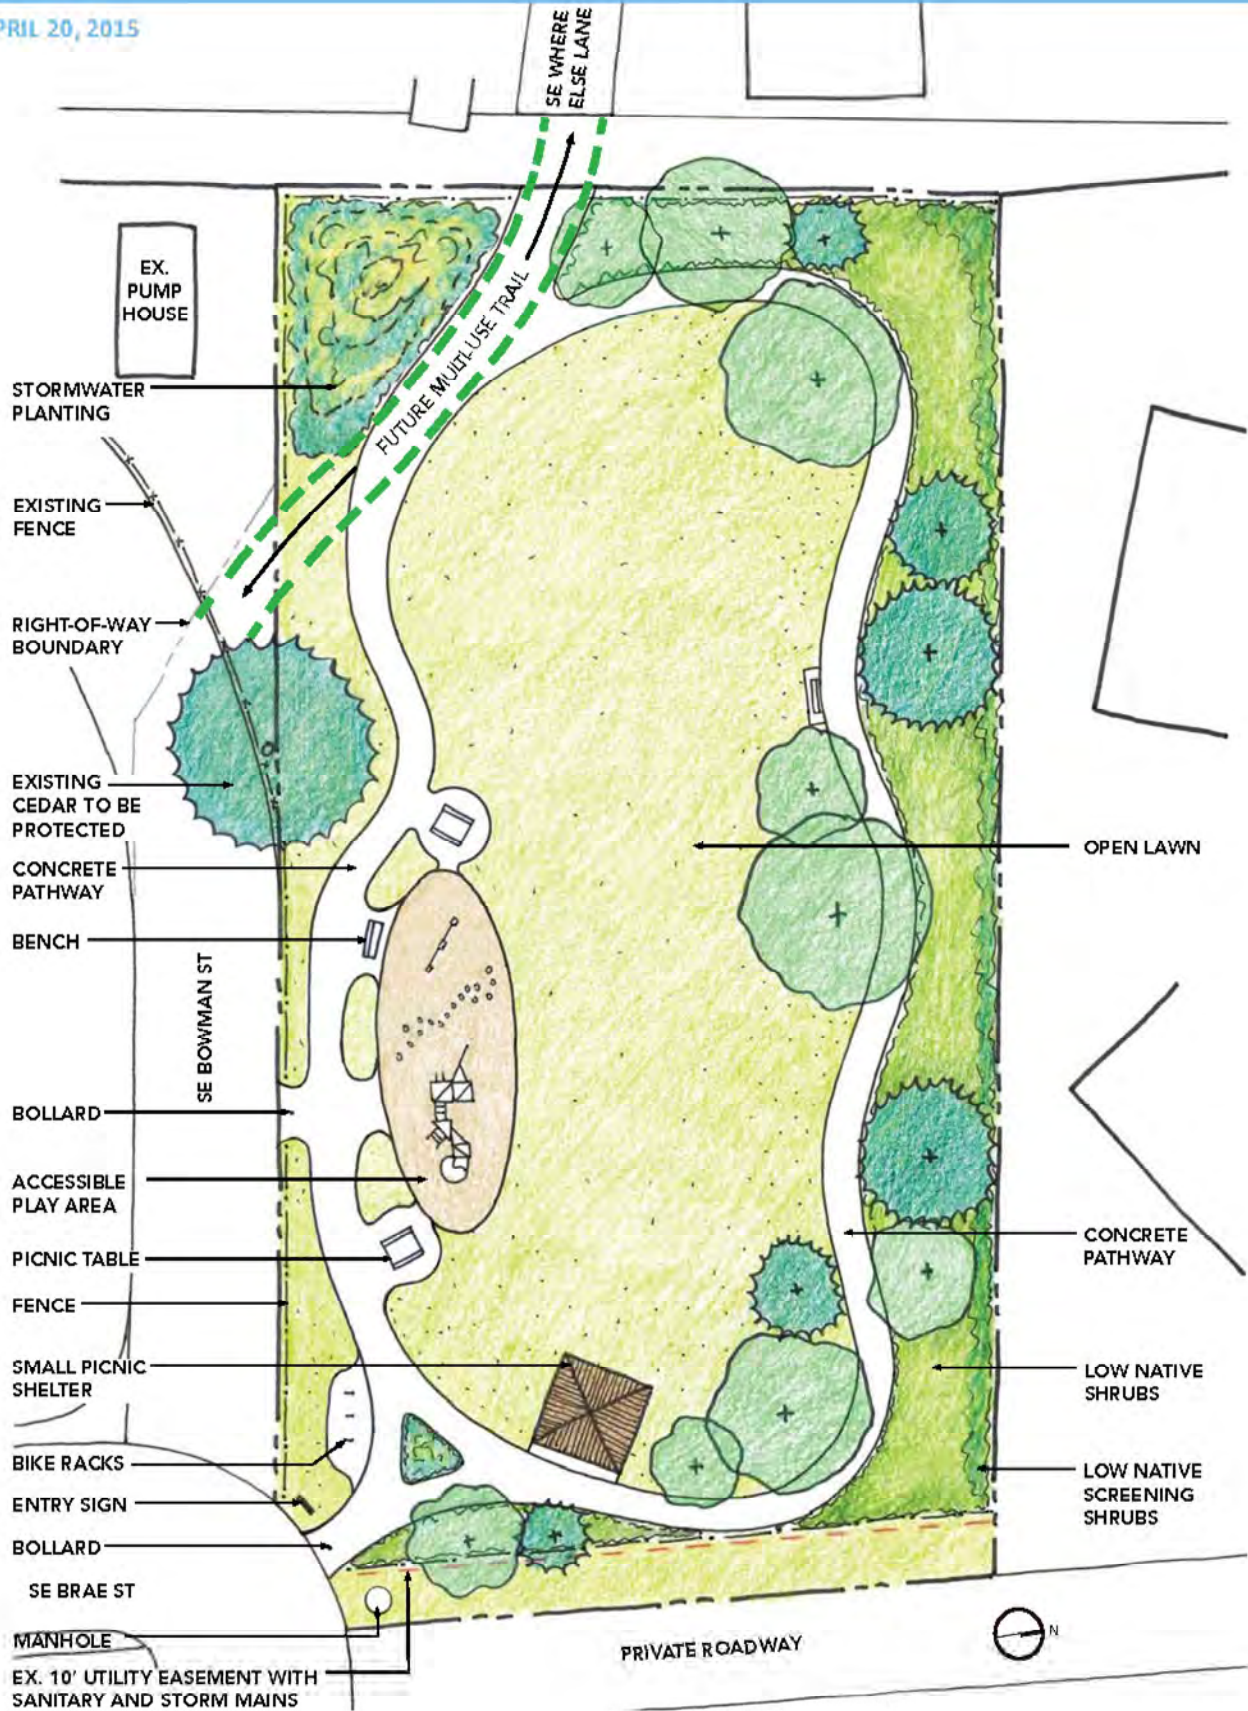 PRIL 20, 2015
SE WHERE
ELSE LANE
EX.
PUMP
HOUSE
FUTURE MULTI-USE TRAIL
STORMWATER
PLANTING
EXISTING
FENCE
RIGHT-OF-WAY
BOUNDARY
EXISTING
CEDAR TO BE
PROTECTED
CONCRETE
PATHWAY
BENCH
SE BOWMAN ST
BOLLARD
ACCESSIBLE
PLAY AREA
PICNIC TABLE
FENCE
SMALL PICNIC
SHELTER
BIKE RACKS
ENTRY SIGN
BOLLARD
SE BRAE ST
MANHOLE
EX. 10' UTILITY EASEMENT WITH
SANITARY AND STORM MAINS
OPEN LAWN
CONCRETE
PATHWAY
LOW NATIVE
SHRUBS
LOW NATIVE
SCREENING
SHRUBS
N
PRIVATE ROADWAY